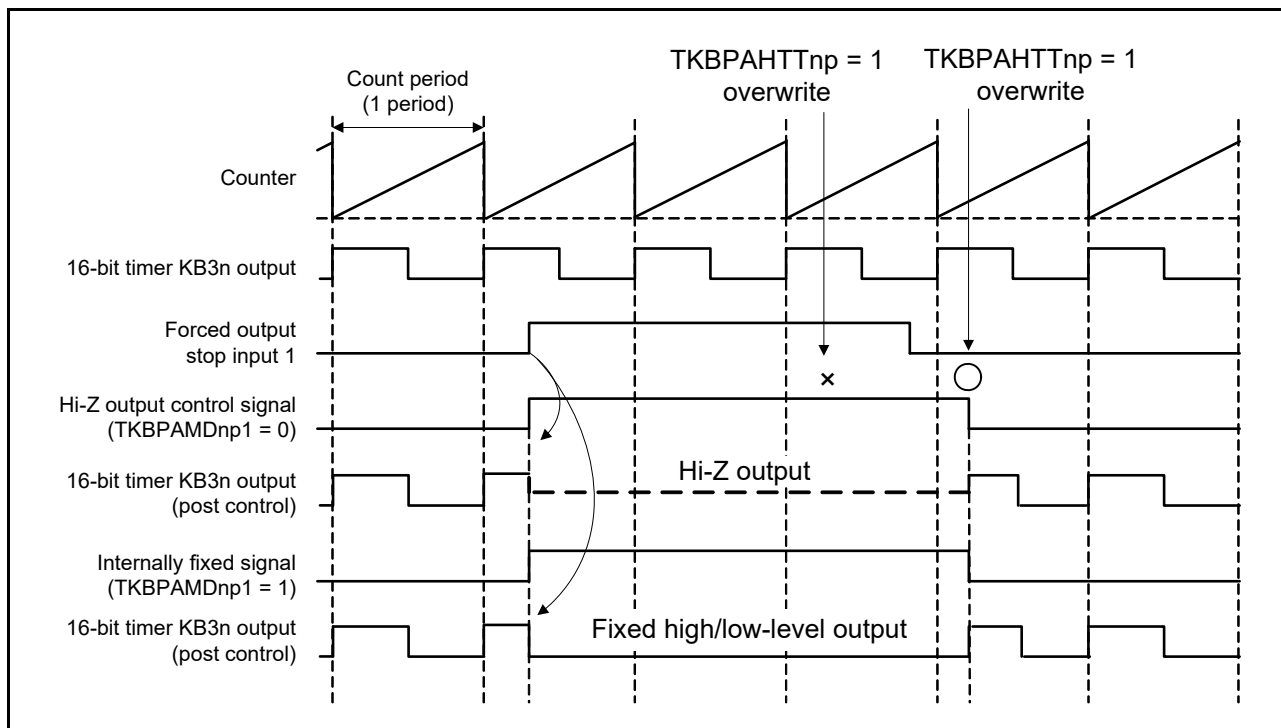 TKBPAHTTnp = 1
overwrite
TKBPAHTTnp = 1
overwrite
Count period
(1 period)
Counter
16-bit timer KB3n output
Forced output
stop input 1
×
Hi-Z output control signal
(TKBPAMDnp1 = 0)
Hi-Z output
16-bit timer KB3n output
(post control)
Internally fixed signal
(TKBPAMDnp1 = 1)
Fixed high/low-level output
16-bit timer KB3n output
(post control)